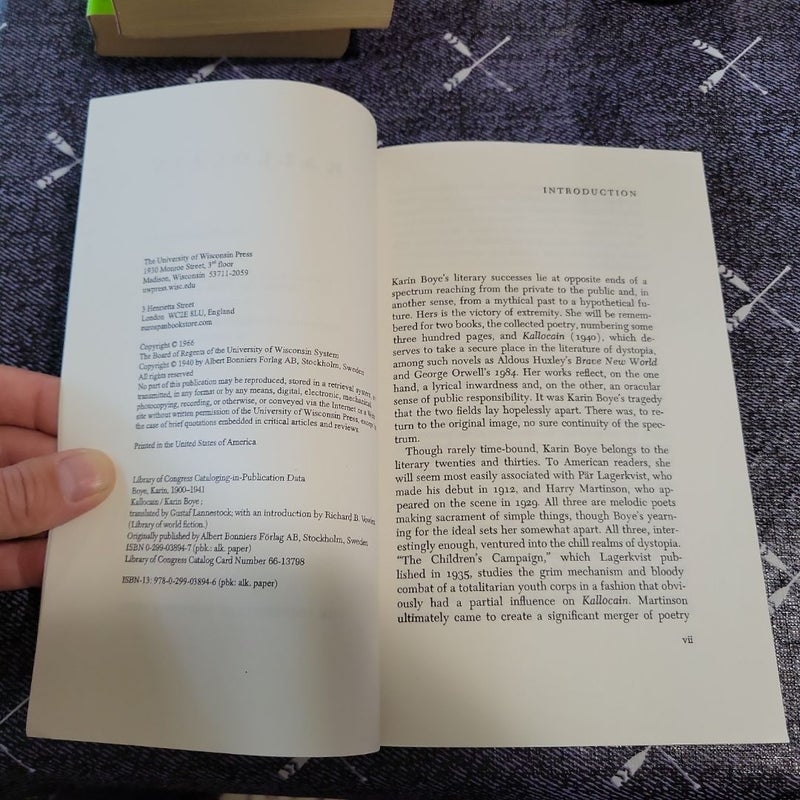 The University of Wisconsin Press
1930 Monroe Street, 3rd floor
Madison, Wisconsin 53711-2059
uwpress.wisc.edu
3 Henrietta Street
London WC2E 8LU, England
eurospanbookstore.com
Copyright © 1966
The Board of Regents of the University of Wisconsin System
Copyright © 1940 by Albert Bonniers Forlag AB, Stockholm, Sweden
All rights reserved
No part of this publication may be reproduced, stored in a retrieval system, or
transmitted, in any format or by any means, digital, electronic, mechanical,
photocopying, recording, or otherwise, or conveyed via the Internet or a Web
site without written permission of the University of Wisconsin Press, except in
the case of brief quotations embedded in critical articles and reviews.
Printed in the United States of America
Library of Congress Cataloging-in-Publication Data
Boye, Karin, 1900–1941
Kallocain / Karin Boye;
translated by Gustaf Lannestock; with an introduction by Richard B.
(Library of world fiction.)
Originally published by Albert Bonniers Förlag AB, Stockholm, Sweden
ISBN 0-299-03894-7 (pbk: alk. paper)
Library of Congress Catalog Card Number 66-13798
ISBN-13: 978-0-299-03894-6 (pbk: alk. paper)
INTRODUCTION
Karin Boye's literary successes lie at opposite ends of a
spectrum reaching from the private to the public and, in
another sense, from a mythical past to a hypothetical fu-
ture. Hers is the victory of extremity. She will be remem-
bered for two books, the collected poetry, numbering some
three hundred pages, and Kallocain (1940), which de-
serves to take a secure place in the literature of dystopia,
among such novels as Aldous Huxley's Brave New World
and George Orwell's 1984. Her works reflect, on the one
hand, a lyrical inwardness and, on the other, an oracular
sense of public responsibility. It was Karin Boye's tragedy
that the two fields lay hopelessly apart. There was, to re-
turn to the original image, no sure continuity of the spec-
trum.
Though rarely time-bound, Karin Boye belongs to the
literary twenties and thirties. To American readers, she
will seem most easily associated with Pär Lagerkvist, who
made his debut in 1912, and Harry Martinson, who ap-
peared on the scene in 1929. All three are melodic poets
making sacrament of simple things, though Boye's yearn-
ing for the ideal sets her somewhat apart. All three, inter-
estingly enough, ventured into the chill realms of dystopia.
"The Children's Campaign," which Lagerkvist pub-
lished in 1935, studies the grim mechanism and bloody
combat of a totalitarian youth corps in a fashion that obvi-
ously had a partial influence on Kallocain. Martinson
ultimately came to create a significant merger of poetry
vii